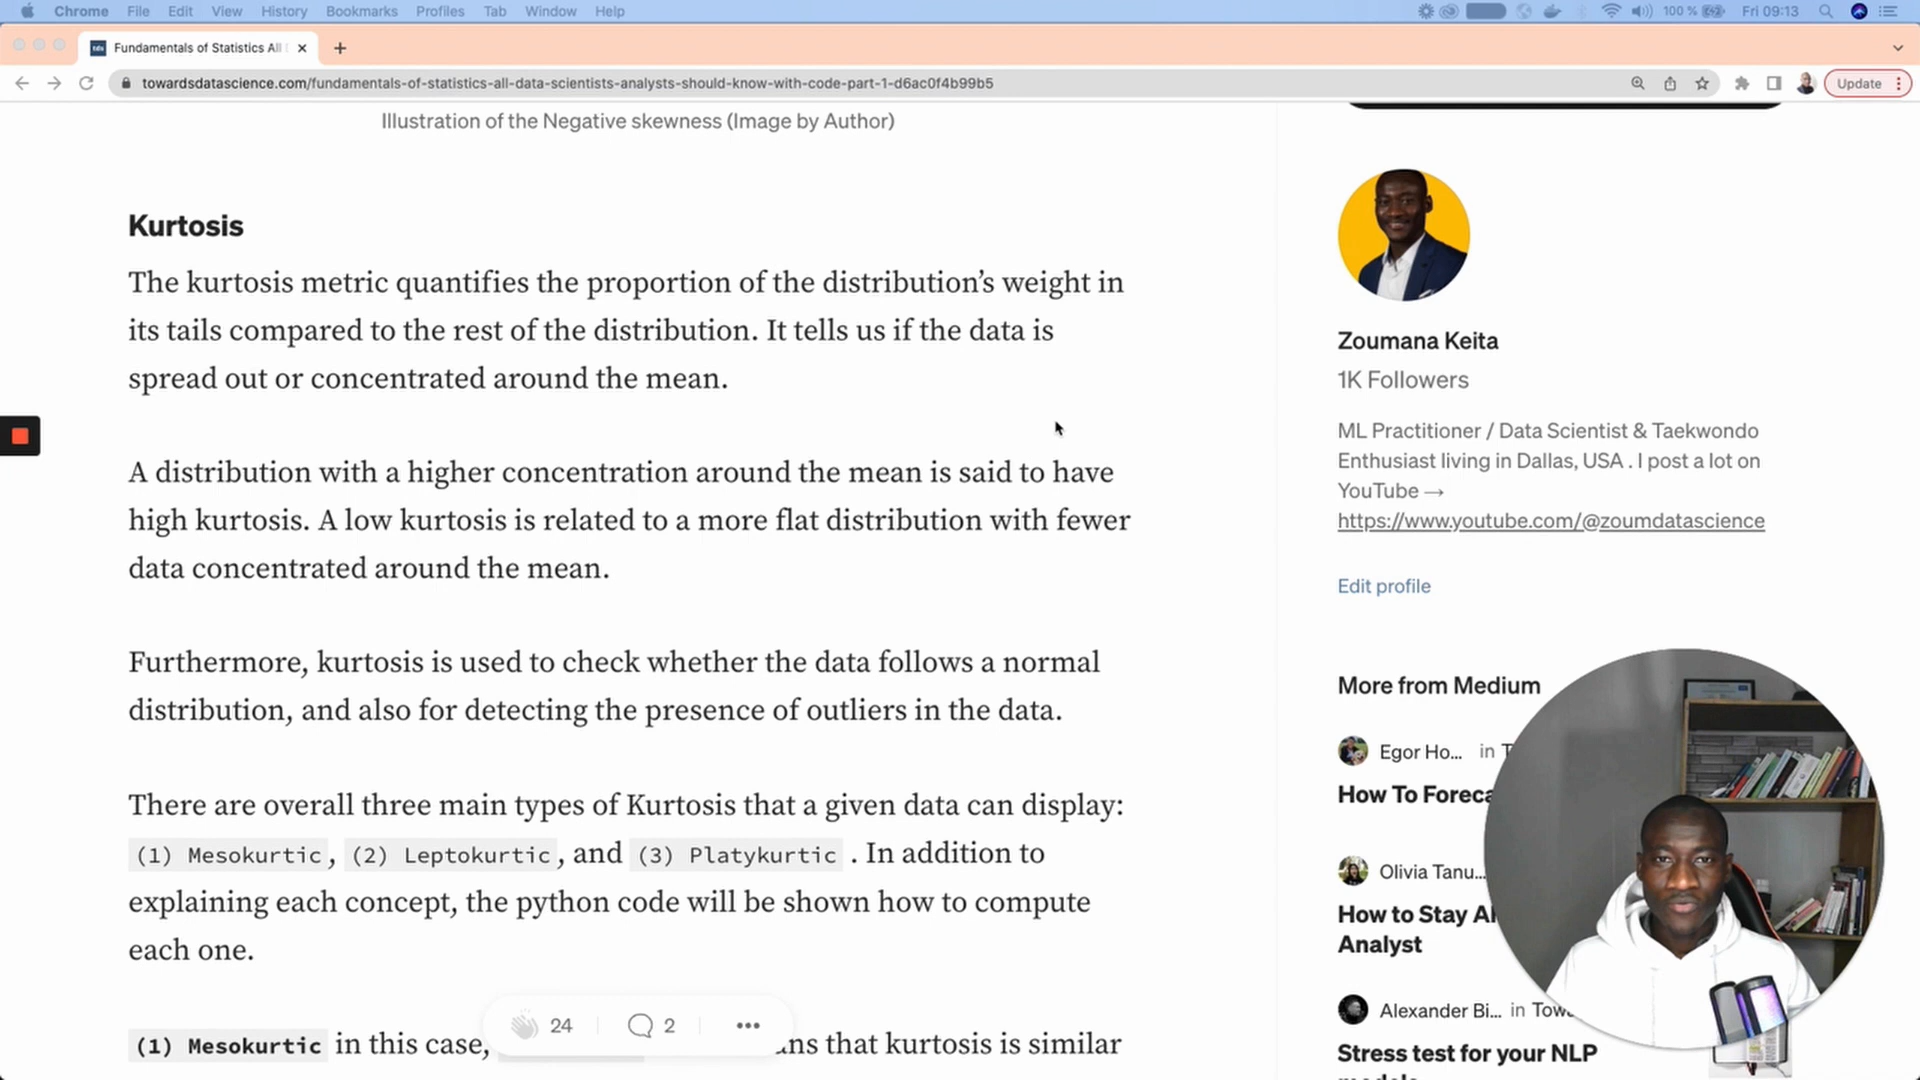 Chrome File Edit View History Bookmarks Profiles Tab Window Help
100 % Fri 09:13
Fundamentals of Statistics All
towardsdatascience.com/fundamentals-of-statistics-all-data-scientists-analysts-should-know-with-code-part-1-d6ac0f4b99b5
Update
Illustration of the Negative skewness (Image by Author)
Kurtosis
The kurtosis metric quantifies the proportion of the distribution’s weight in
its tails compared to the rest of the distribution. It tells us if the data is
spread out or concentrated around the mean.
A distribution with a higher concentration around the mean is said to have
high kurtosis. A low kurtosis is related to a more flat distribution with fewer
data concentrated around the mean.
Furthermore, kurtosis is used to check whether the data follows a normal
distribution, and also for detecting the presence of outliers in the data.
There are overall three main types of Kurtosis that a given data can display:
(1) Mesokurtic , (2) Leptokurtic , and (3) Platykurtic . In addition to
explaining each concept, the python code will be shown how to compute
each one.
24 2
(1) Mesokurtic in this case, that kurtosis is similar
Zoumana Keita
1K Followers
ML Practitioner / Data Scientist & Taekwondo
Enthusiast living in Dallas, USA . I post a lot on
YouTube →
https://www.youtube.com/@zoumdatascience
Edit profile
More from Medium
Egor Ho... in
How To
Olivia Tanu...
How to Stay
Analyst
Alexander Bi... in
Stress test for your NLP